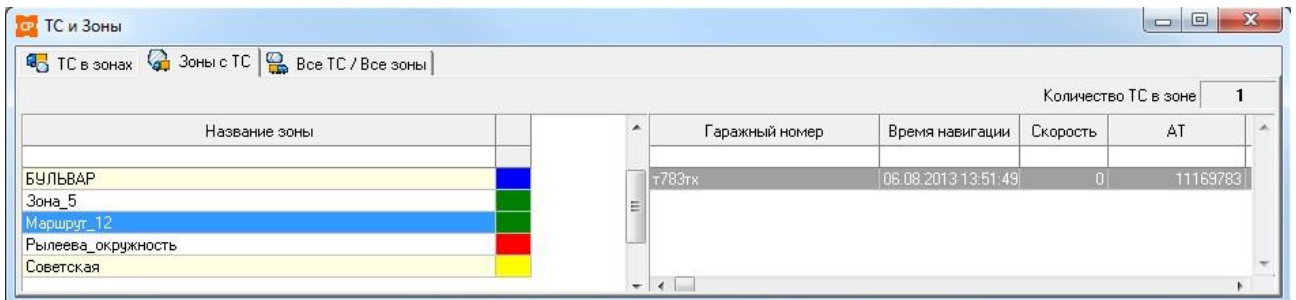 CP ТС и Зоны
ТС в зонах Зоны с ТС Все ТС / Все зоны
Количество ТС в зоне 1
Название зоны Гаражный номер Время навигации Скорость АТ
БУЛЬВАР т783тх 06.08.2013 13:51:49 0 11169783
Зона_5
Маршрут_12
Рылеева_окружность
Советская